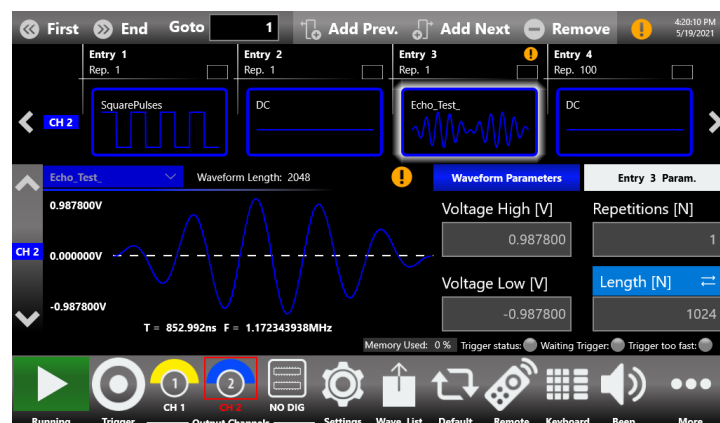 First End Goto 1 Add Prev. Add Next Remove ! 4:20:10 PM
5/19/2021
Entry 1 Entry 2 Entry 3 ! Entry 4
Rep. 1 Rep. 1 Rep. 1 Rep. 100
CH 2 SquarePulses DC Echo_Test_ DC
Echo_Test_ Waveform Length: 2048 ! Waveform Parameters Entry 3 Param.
0.987800V Voltage High [V] Repetitions [N]
0.987800 1
CH 2 0.000000V
Voltage Low [V] Length [N]
-0.987800V -0.987800 1024
T = 852.992ns F = 1.172343938MHz
Memory Used: 0 % Trigger status: Waiting Trigger: Trigger too fast:
1 2
CH 1 CH 2 NO DIG
Running Trigger Output Channels Settings Wave. List Default Remote Keyboard Beep More